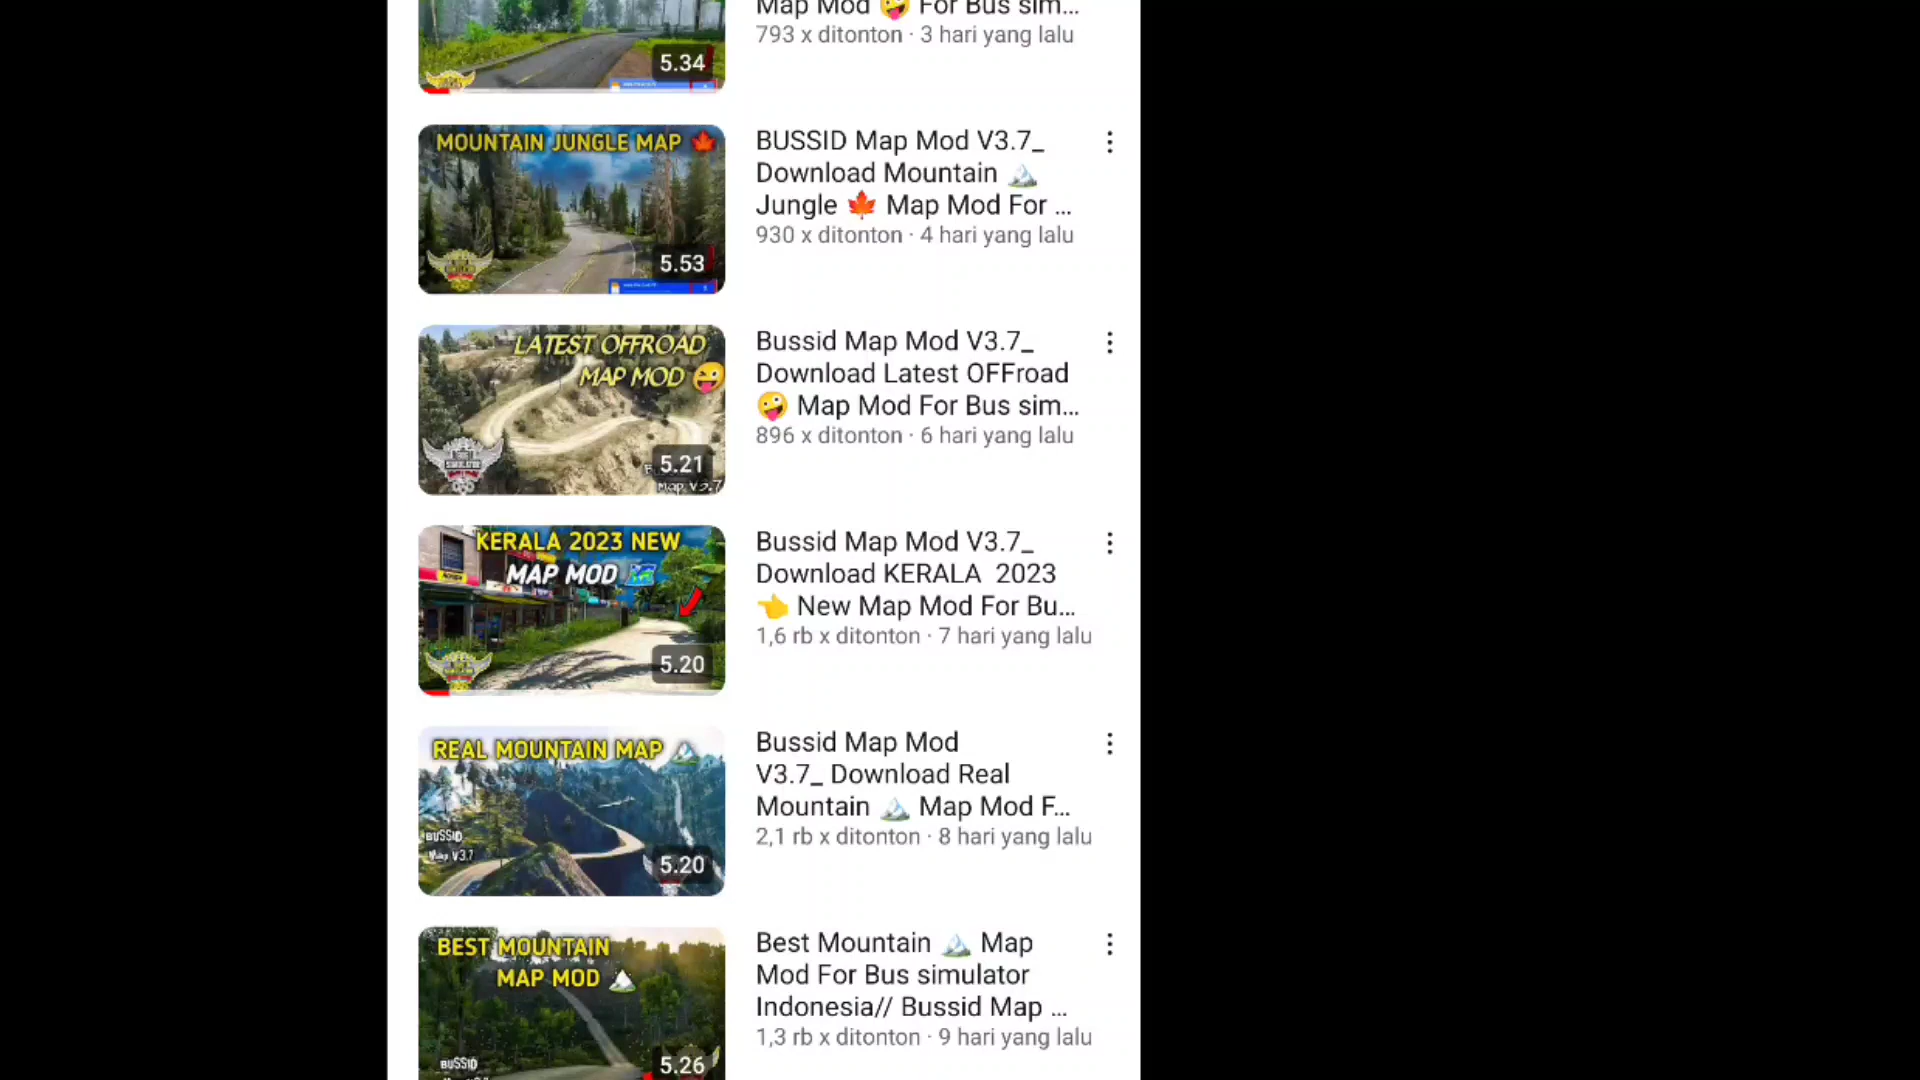 Map Mod 🤪 For Bus sim...
793 x ditonton · 3 hari yang lalu
5.34
MOUNTAIN JUNGLE MAP 🍁
5.53
BUSSID Map Mod V3.7_
Download Mountain 🏔️
Jungle 🍁 Map Mod For ...
930 x ditonton · 4 hari yang lalu
LATEST OFFROAD
MAP MOD 😜
5.21
Map V3.7
Bussid Map Mod V3.7_
Download Latest OFFroad
🤪 Map Mod For Bus sim...
896 x ditonton · 6 hari yang lalu
KERALA 2023 NEW
MAP MOD 🗺️
5.20
Bussid Map Mod V3.7_
Download KERALA 2023
👈 New Map Mod For Bu...
1,6 rb x ditonton · 7 hari yang lalu
REAL MOUNTAIN MAP 🏔️
BUSSID
Map V3.7
5.20
Bussid Map Mod
V3.7_ Download Real
Mountain 🏔️ Map Mod F...
2,1 rb x ditonton · 8 hari yang lalu
BEST MOUNTAIN
MAP MOD 🏔️
BUSSID
5.26
Best Mountain 🏔️ Map
Mod For Bus simulator
Indonesia// Bussid Map ...
1,3 rb x ditonton · 9 hari yang lalu